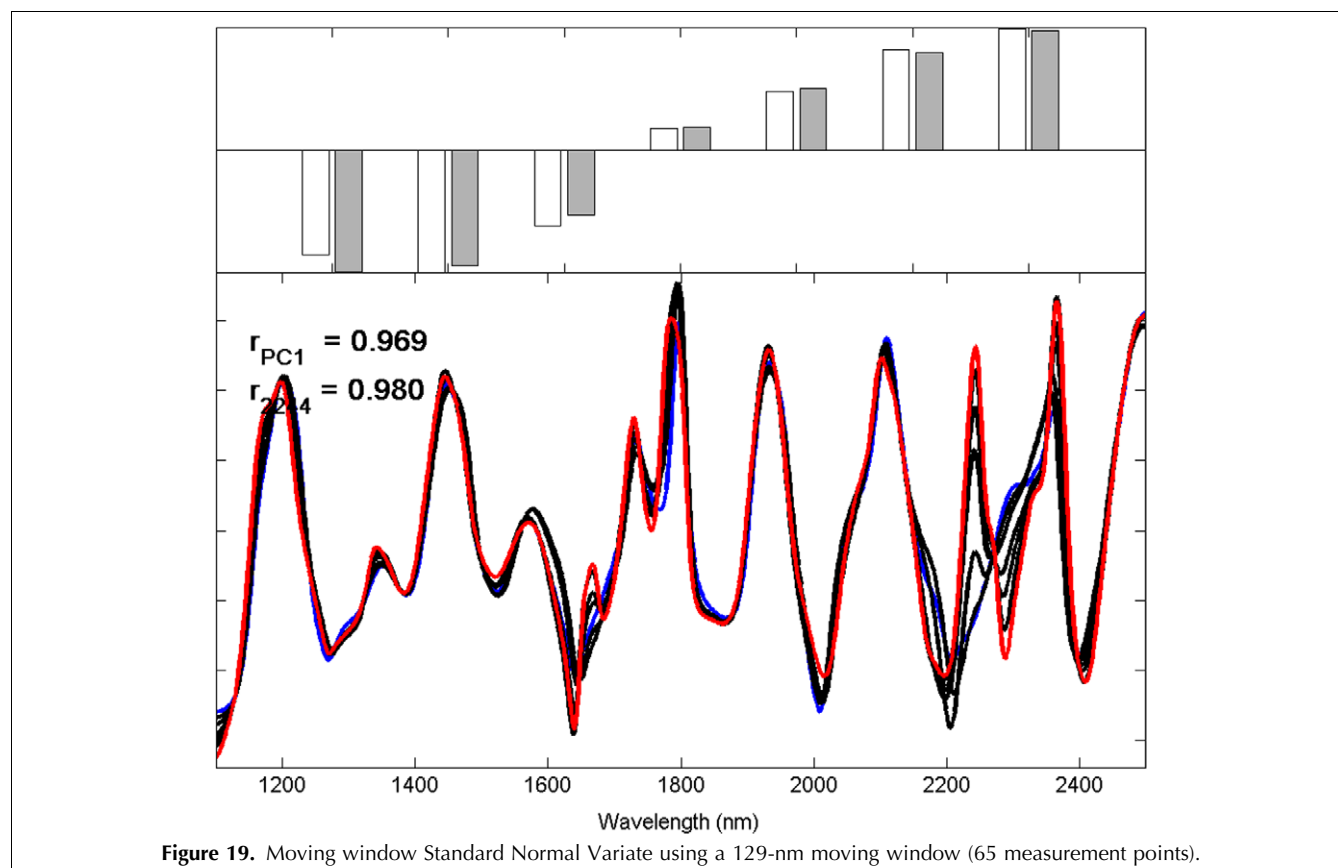 r_PC1 = 0.969
r_2244 = 0.980
1200 1400 1600 1800 2000 2200 2400
Wavelength (nm)
Figure 19. Moving window Standard Normal Variate using a 129-nm moving window (65 measurement points).